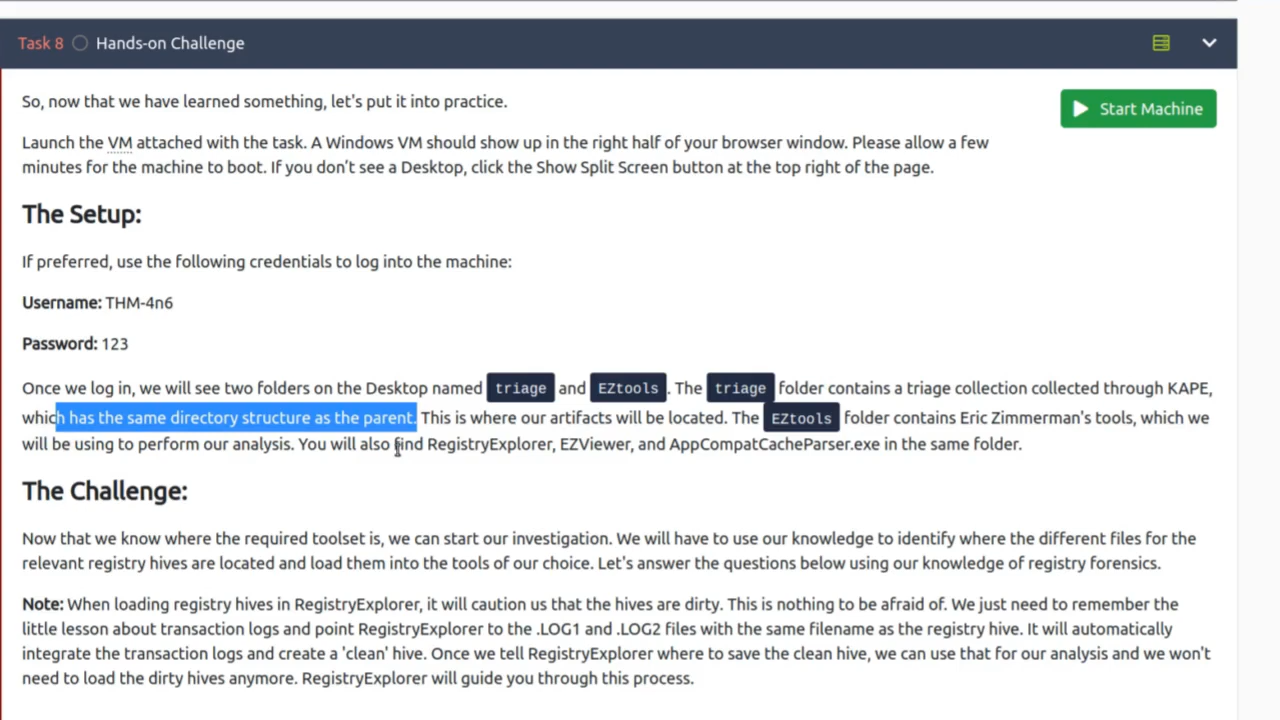 Task 8 Hands-on Challenge
So, now that we have learned something, let's put it into practice.
Start Machine
Launch the VM attached with the task. A Windows VM should show up in the right half of your browser window. Please allow a few
minutes for the machine to boot. If you don't see a Desktop, click the Show Split Screen button at the top right of the page.
The Setup:
If preferred, use the following credentials to log into the machine:
Username: THM-4n6
Password: 123
Once we log in, we will see two folders on the Desktop named triage and EZtools. The triage folder contains a triage collection collected through KAPE,
which has the same directory structure as the parent. This is where our artifacts will be located. The EZtools folder contains Eric Zimmerman's tools, which we
will be using to perform our analysis. You will also find RegistryExplorer, EZViewer, and AppCompatCacheParser.exe in the same folder.
The Challenge:
Now that we know where the required toolset is, we can start our investigation. We will have to use our knowledge to identify where the different files for the
relevant registry hives are located and load them into the tools of our choice. Let's answer the questions below using our knowledge of registry forensics.
Note: When loading registry hives in RegistryExplorer, it will caution us that the hives are dirty. This is nothing to be afraid of. We just need to remember the
little lesson about transaction logs and point RegistryExplorer to the .LOG1 and .LOG2 files with the same filename as the registry hive. It will automatically
integrate the transaction logs and create a 'clean' hive. Once we tell RegistryExplorer where to save the clean hive, we can use that for our analysis and we won't
need to load the dirty hives anymore. RegistryExplorer will guide you through this process.